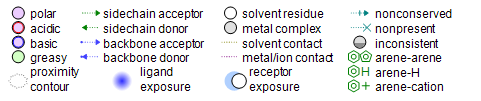 polar sidechain acceptor solvent residue nonconserved
acidic sidechain donor metal complex nonpresent
basic backbone acceptor solvent contact inconsistent
greasy backbone donor metal/ion contact arene-arene
proximity ligand receptor H arene-H
contour exposure exposure + arene-cation